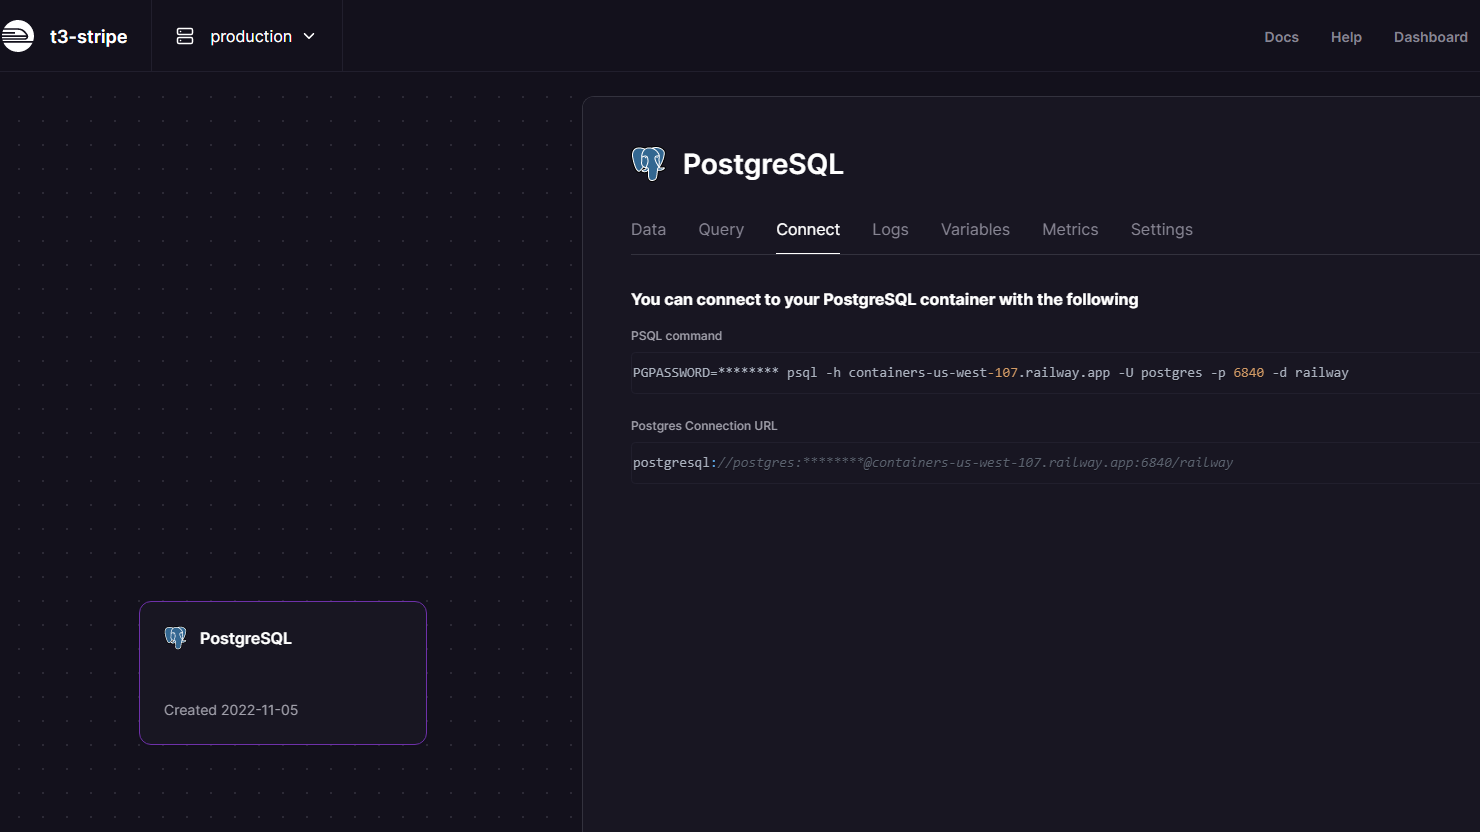 t3-stripe
production
Docs Help Dashboard
PostgreSQL
Data Query Connect Logs Variables Metrics Settings
You can connect to your PostgreSQL container with the following
PSQL command
PGPASSWORD=******** psql -h containers-us-west-107.railway.app -U postgres -p 6840 -d railway
Postgres Connection URL
postgresql://postgres:********@containers-us-west-107.railway.app:6840/railway
PostgreSQL
Created 2022-11-05